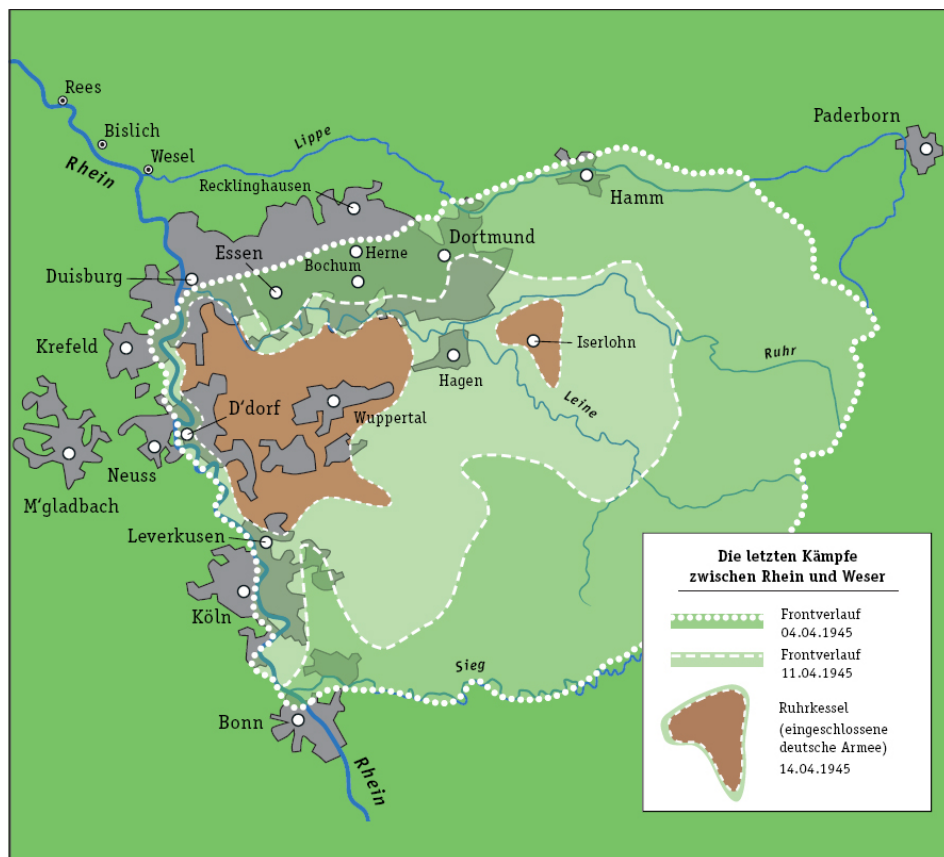 Rees
Bislich
Wesel
Rhein
Lippe
Paderborn
Recklinghausen
Hamm
Essen
Herne
Dortmund
Bochum
Duisburg
Krefeld
Iserlohn
Ruhr
Hagen
Leine
D'dorf
Wuppertal
Neuss
M'gladbach
Leverkusen
Köln
Sieg
Bonn
Rhein
Die letzten Kämpfe
zwischen Rhein und Weser
Frontverlauf
04.04.1945
Frontverlauf
11.04.1945
Ruhrkessel
(eingeschlossene
deutsche Armee)
14.04.1945